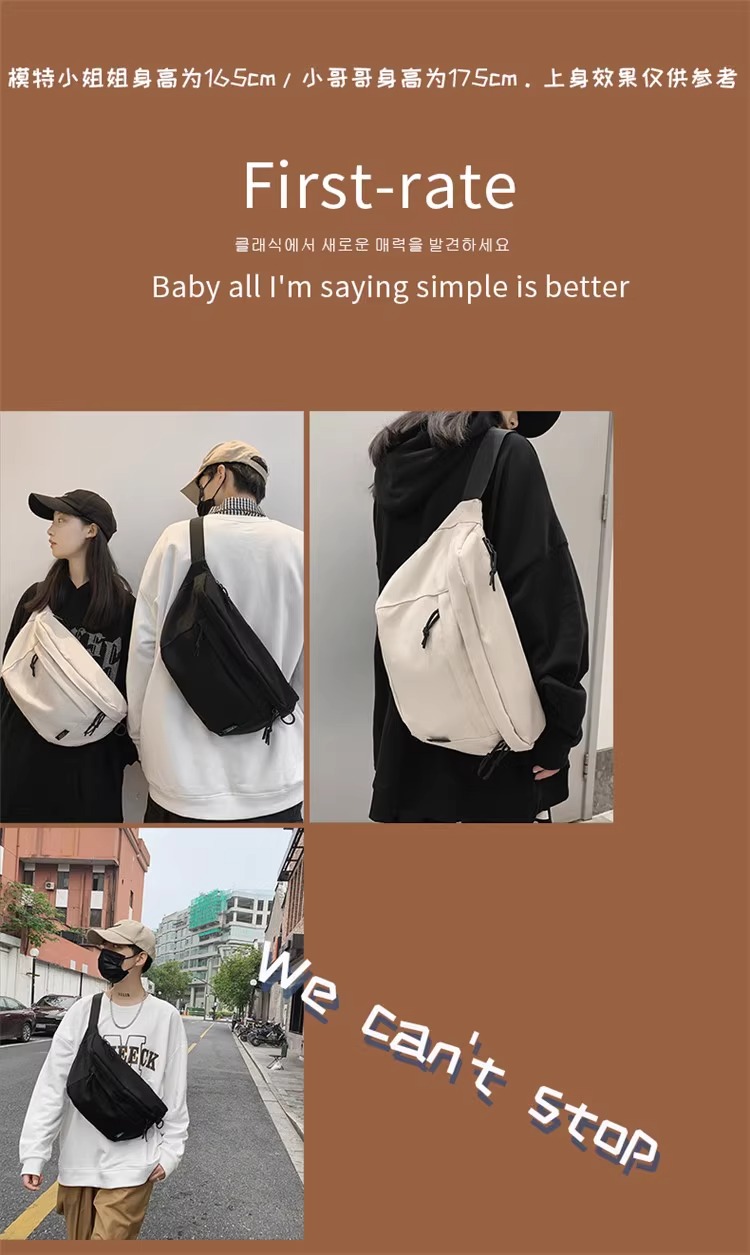 模特小姐姐身高为165cm / 小哥哥身高为175cm . 上身效果仅供参考
First-rate
클래식에서 새로운 매력을 발견하세요
Baby all I'm saying simple is better
EECK
We can't stop